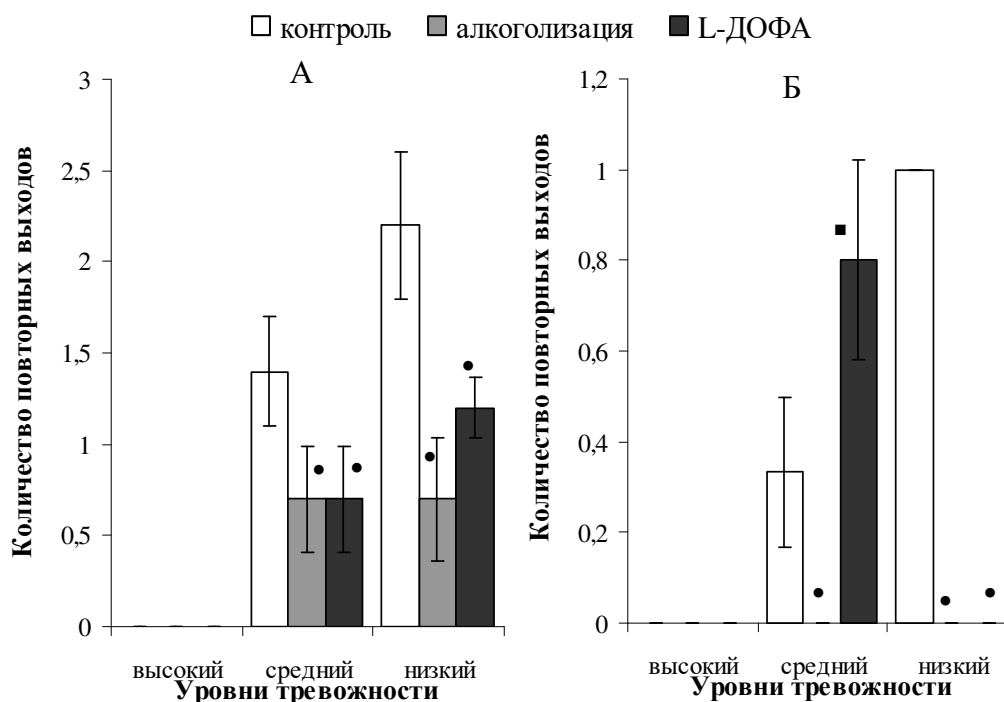 контроль алкоголизация L-ДОФА
А
Количество повторных выходов
3
2,5
2
1,5
1
0,5
0
высокий средний низкий
Уровни тревожности
Б
Количество повторных выходов
1,2
1
0,8
0,6
0,4
0,2
0
высокий средний низкий
Уровни тревожности